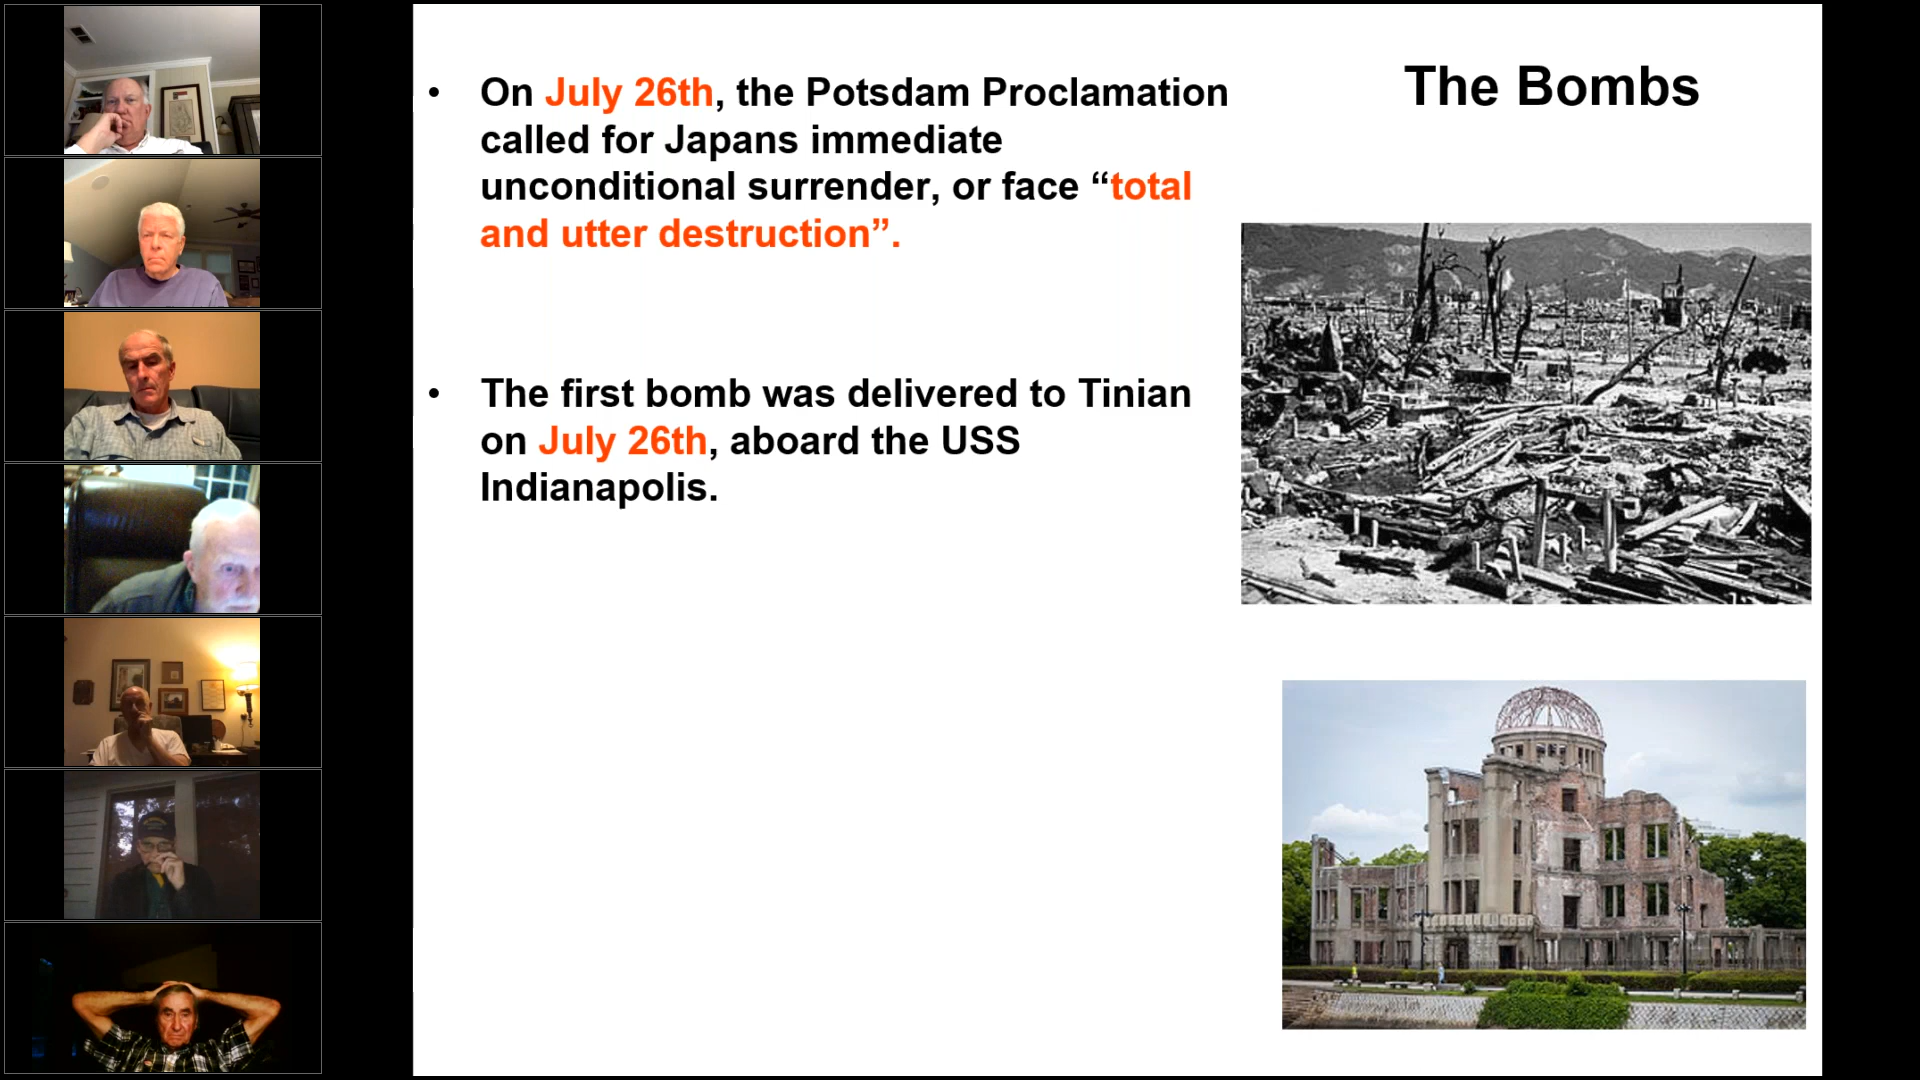 The Bombs
• On July 26th, the Potsdam Proclamation
called for Japans immediate
unconditional surrender, or face “total
and utter destruction”.
• The first bomb was delivered to Tinian
on July 26th, aboard the USS
Indianapolis.